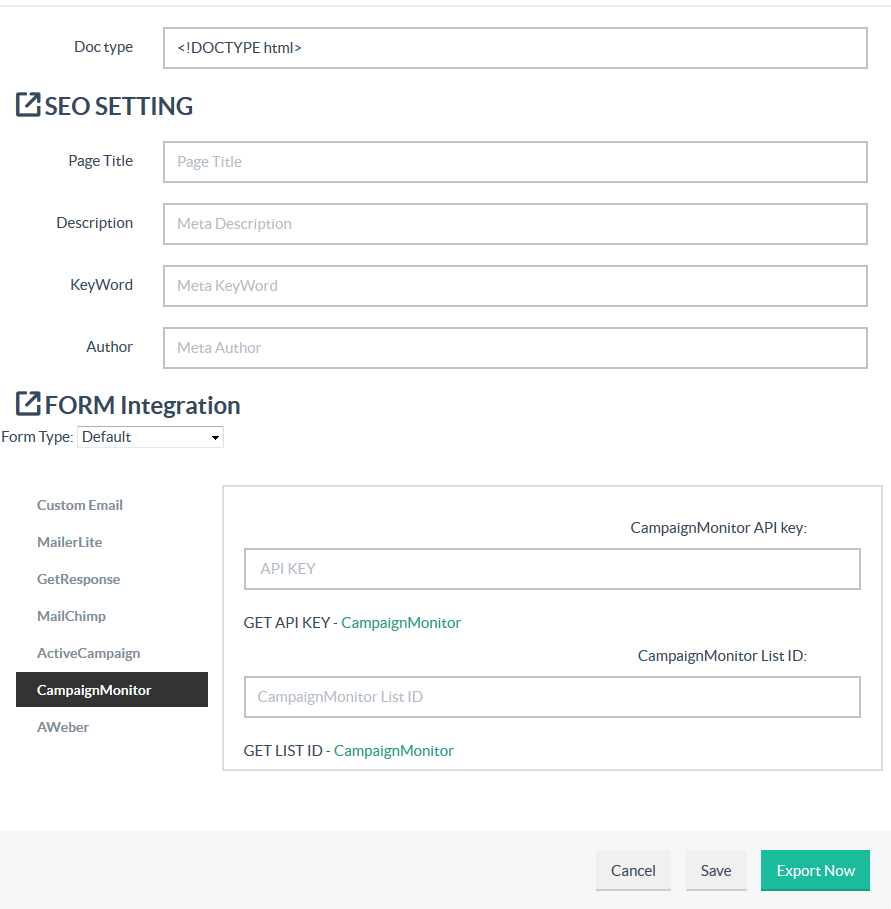 Doc type
<!DOCTYPE html>
SEO SETTING
Page Title
Page Title
Description
Meta Description
KeyWord
Meta KeyWord
Author
Meta Author
FORM Integration
Form Type: Default
Custom Email
MailerLite
GetResponse
MailChimp
ActiveCampaign
CampaignMonitor
AWeber
CampaignMonitor API key:
API KEY
GET API KEY - CampaignMonitor
CampaignMonitor List ID:
CampaignMonitor List ID
GET LIST ID - CampaignMonitor
Cancel
Save
Export Now